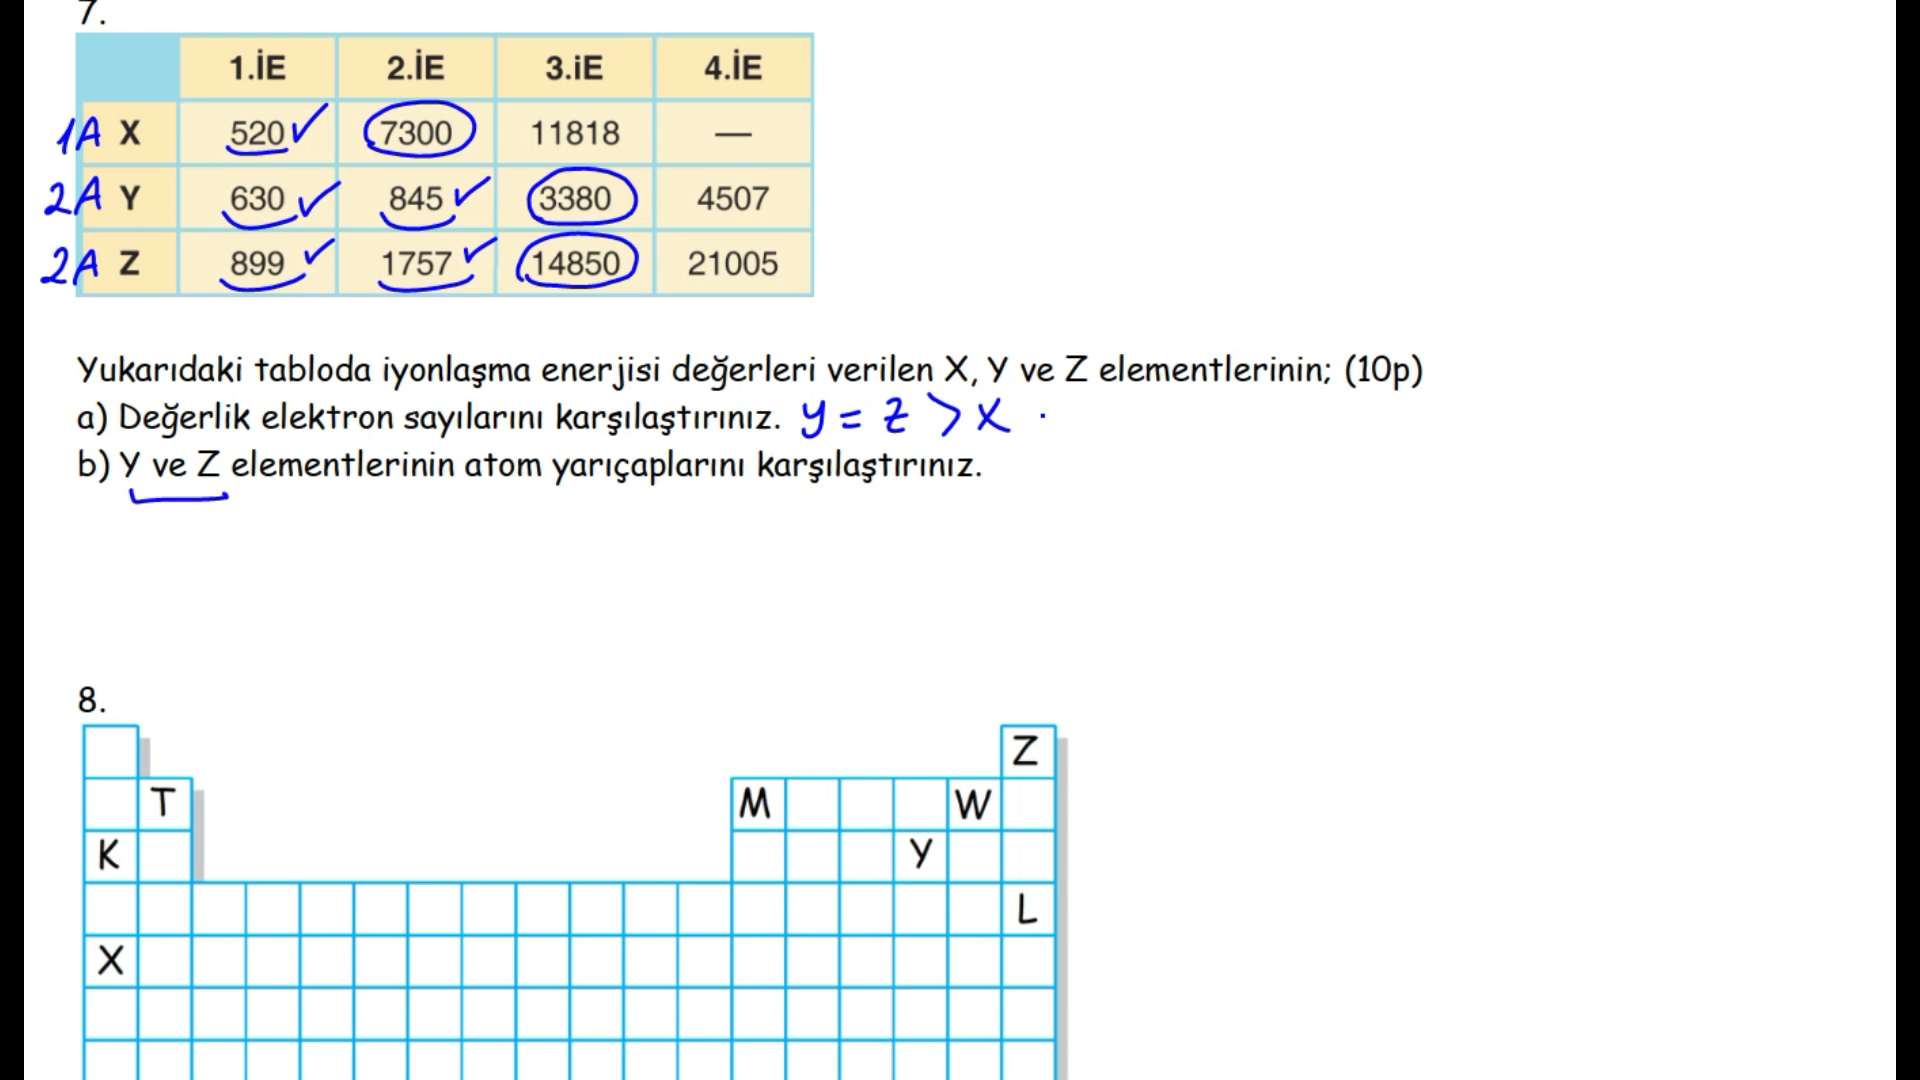 7.
1.İE 2.İE 3.iE 4.İE
1A X 520 ✓ 7300 11818 —
2A Y 630 ✓ 845 ✓ 3380 4507
2A Z 899 ✓ 1757 ✓ 14850 21005
Yukarıdaki tabloda iyonlaşma enerjisi değerleri verilen X, Y ve Z elementlerinin; (10p)
a) Değerlik elektron sayılarını karşılaştırınız. y = z > x .
b) Y ve Z elementlerinin atom yarıçaplarını karşılaştırınız.
8.
Z
T M W
K Y
L
X